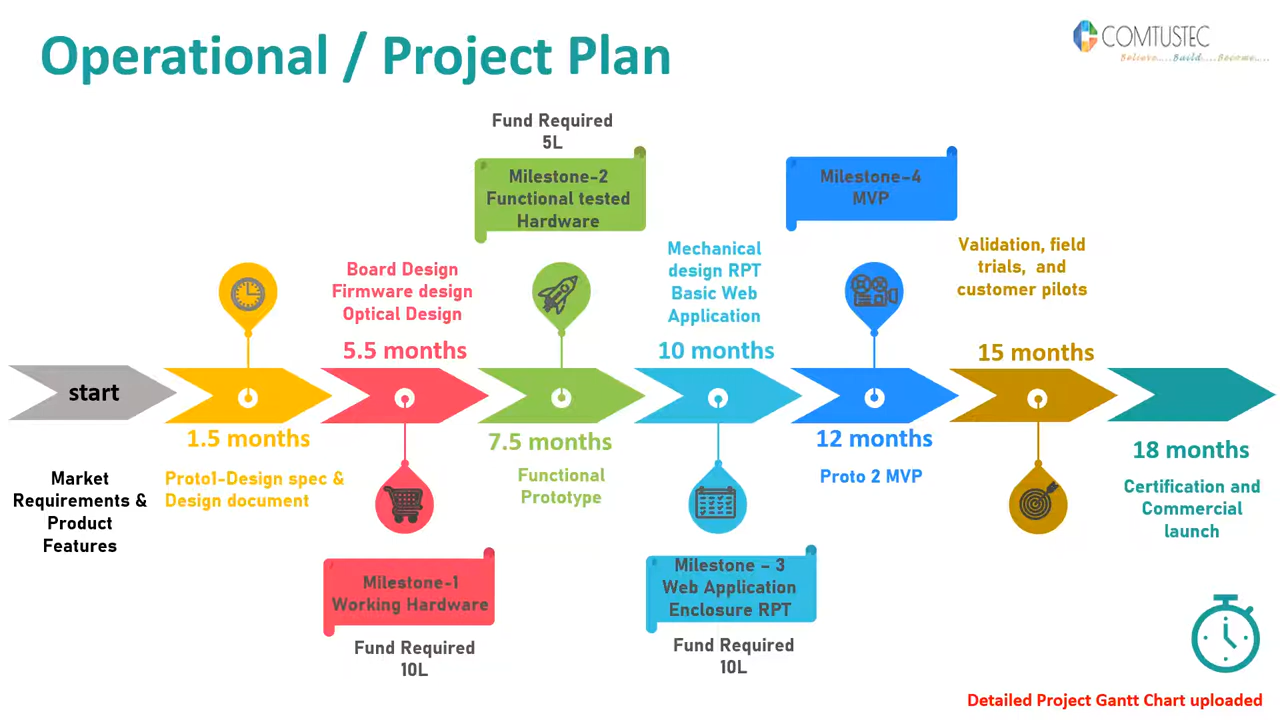 Operational / Project Plan
COMTUSTEC
Believe....Build....Become....
Fund Required
5L
Milestone-2
Functional tested
Hardware
Milestone-4
MVP
Board Design
Firmware design
Optical Design
5.5 months
Mechanical
design RPT
Basic Web
Application
10 months
Validation, field
trials, and
customer pilots
15 months
start
1.5 months
7.5 months
12 months
18 months
Market
Requirements &
Product
Features
Proto1-Design spec &
Design document
Functional
Prototype
Proto 2 MVP
Certification and
Commercial
launch
Milestone-1
Working Hardware
Fund Required
10L
Milestone - 3
Web Application
Enclosure RPT
Fund Required
10L
Detailed Project Gantt Chart uploaded